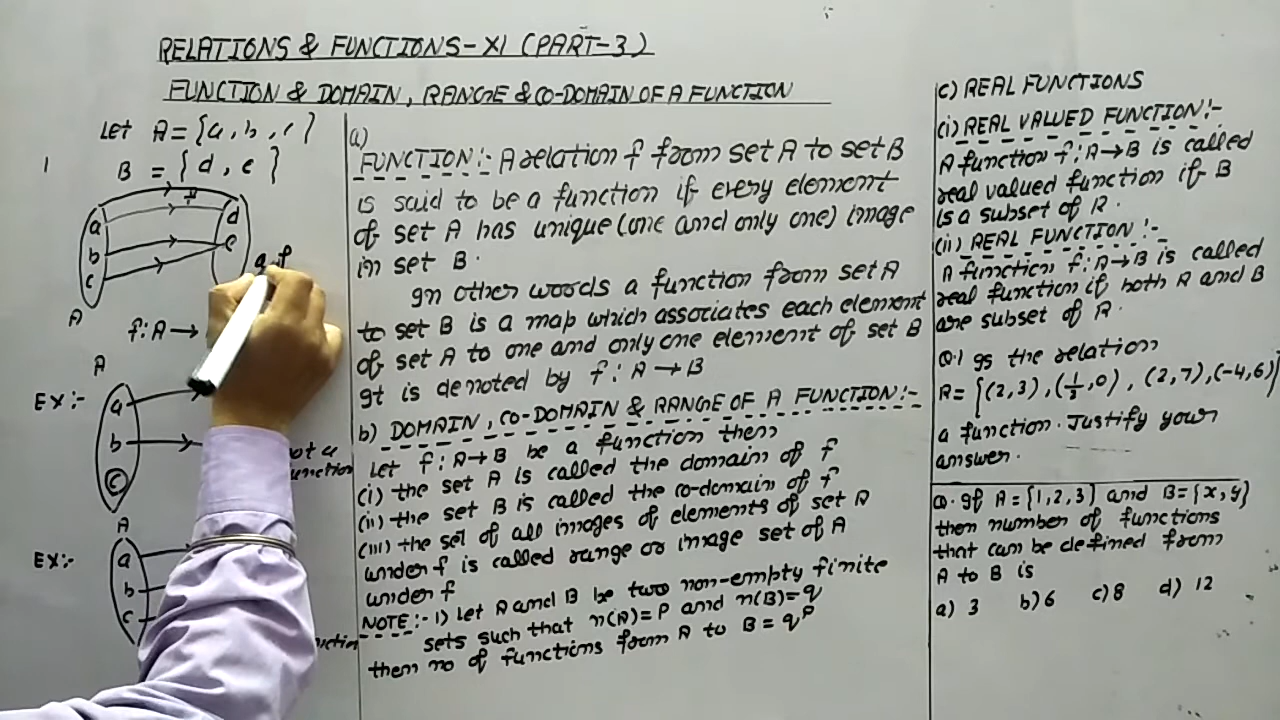 RELATIONS & FUNCTIONS-XI (PART-3)
FUNCTION & DOMAIN, RANGE & CO-DOMAIN OF A FUNCTION
Let A = {a, b, c}
1
B = {d, e}
f
a
b
c
d
e
A
f: A →
A
EX:-
a
b
c
not a
function
A
EX:-
a
b
c
a)
FUNCTION:- A relation f from set A to set B
is said to be a function if every element
of set A has unique (one and only one) image
in set B.
In other words a function from set A
to set B is a map which associates each element
of set A to one and only one element of set B
It is denoted by f: A → B
b) DOMAIN, CO-DOMAIN & RANGE OF A FUNCTION:-
Let f: A→B be a function then
(i) the set A is called the domain of f
(ii) the set B is called the co-domain of f
(iii) the set of all images of elements of set A
under f is called range or image set of A
under f
NOTE:- 1) Let A and B be two non-empty finite
sets such that n(A)=P and n(B)=q
then no of functions from A to B = q^P
c) REAL FUNCTIONS
(i) REAL VALUED FUNCTION:-
A function f: A→B is called
real valued function if B
is a subset of R.
(ii) REAL FUNCTION:-
A function f: A→B is called
real function if both A and B
are subset of R.
Q.1 Is the relation
R = {(2,3), (1/2,0), (2,7), (-4,6)}
a function. Justify your
answer.
Q. If A = {1,2,3} and B = {x,y}
then number of functions
that can be defined from
A to B is
a) 3 b) 6 c) 8 d) 12